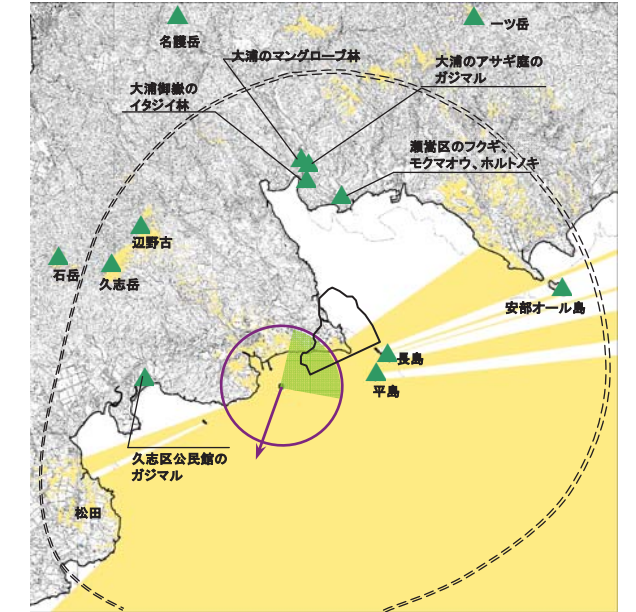 名護岳
一ツ岳
大浦のマングローブ林
大浦のアサギ庭の
ガジマル
大浦御嶽の
イタジイ林
瀬嵩区のフクギ、
モクマオウ、ホルトノキ
辺野古
石岳
久志岳
安部オール島
長島
平島
久志区公民館の
ガジマル
松田